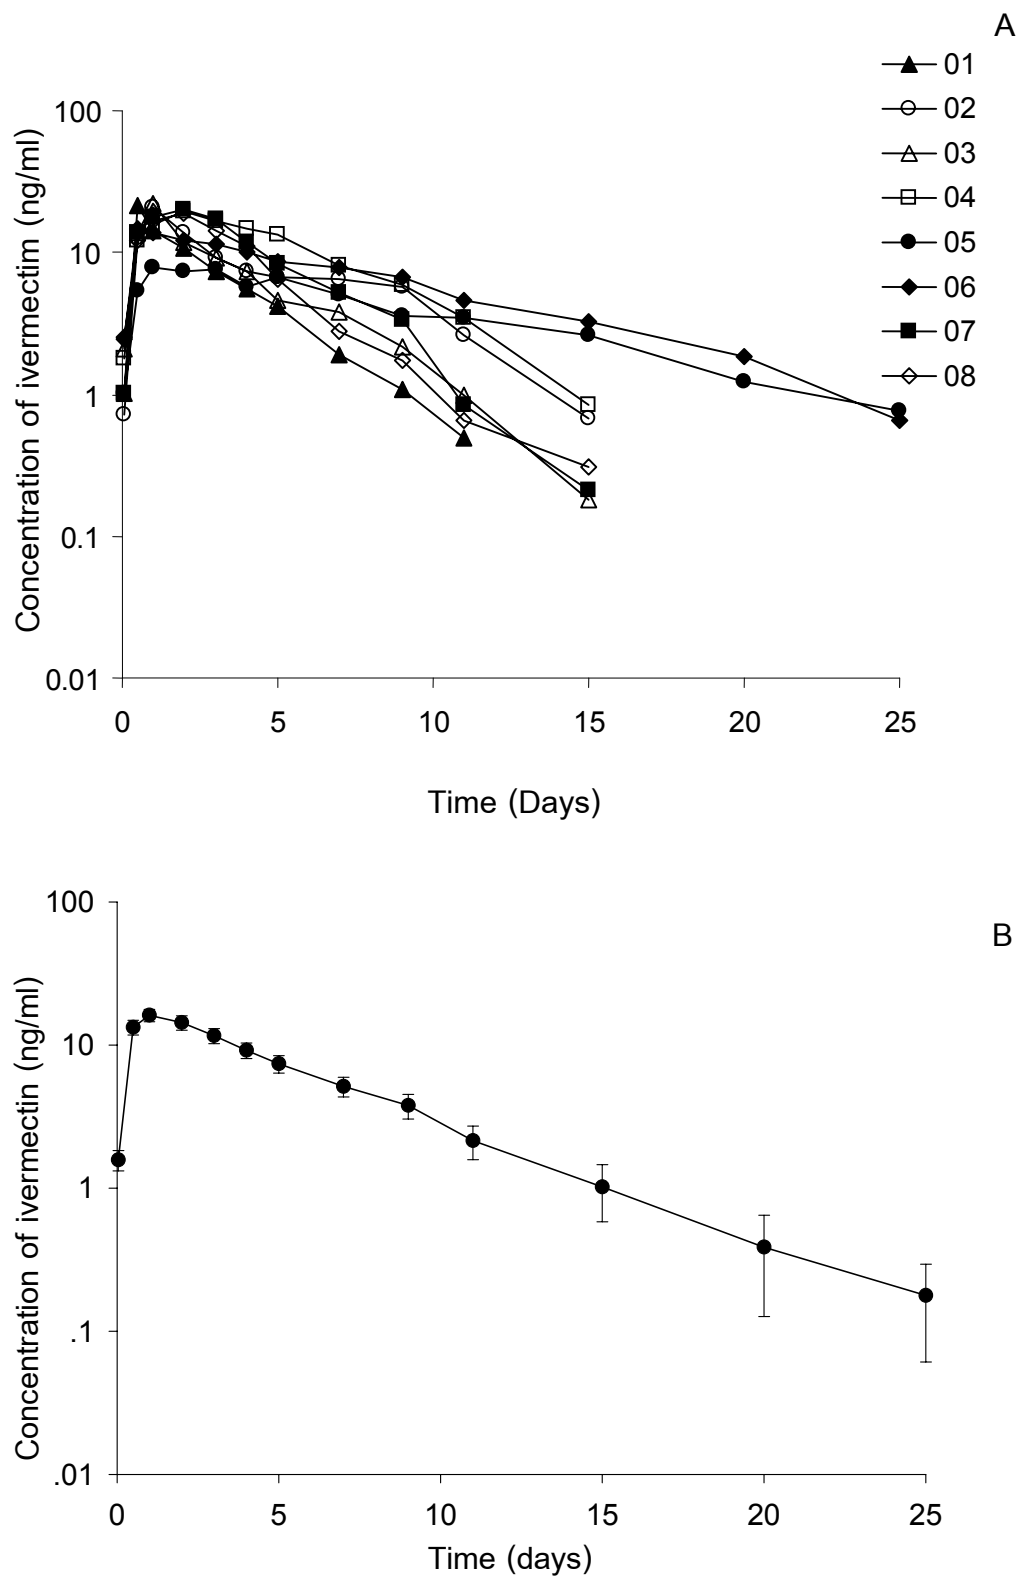 A
01
02
03
04
05
06
07
08
100
10
1
0.1
0.01
Concentration of ivermectim (ng/ml)
0 5 10 15 20 25
Time (Days)
B
100
10
1
.1
.01
Concentration of ivermectin (ng/ml)
0 5 10 15 20 25
Time (days)